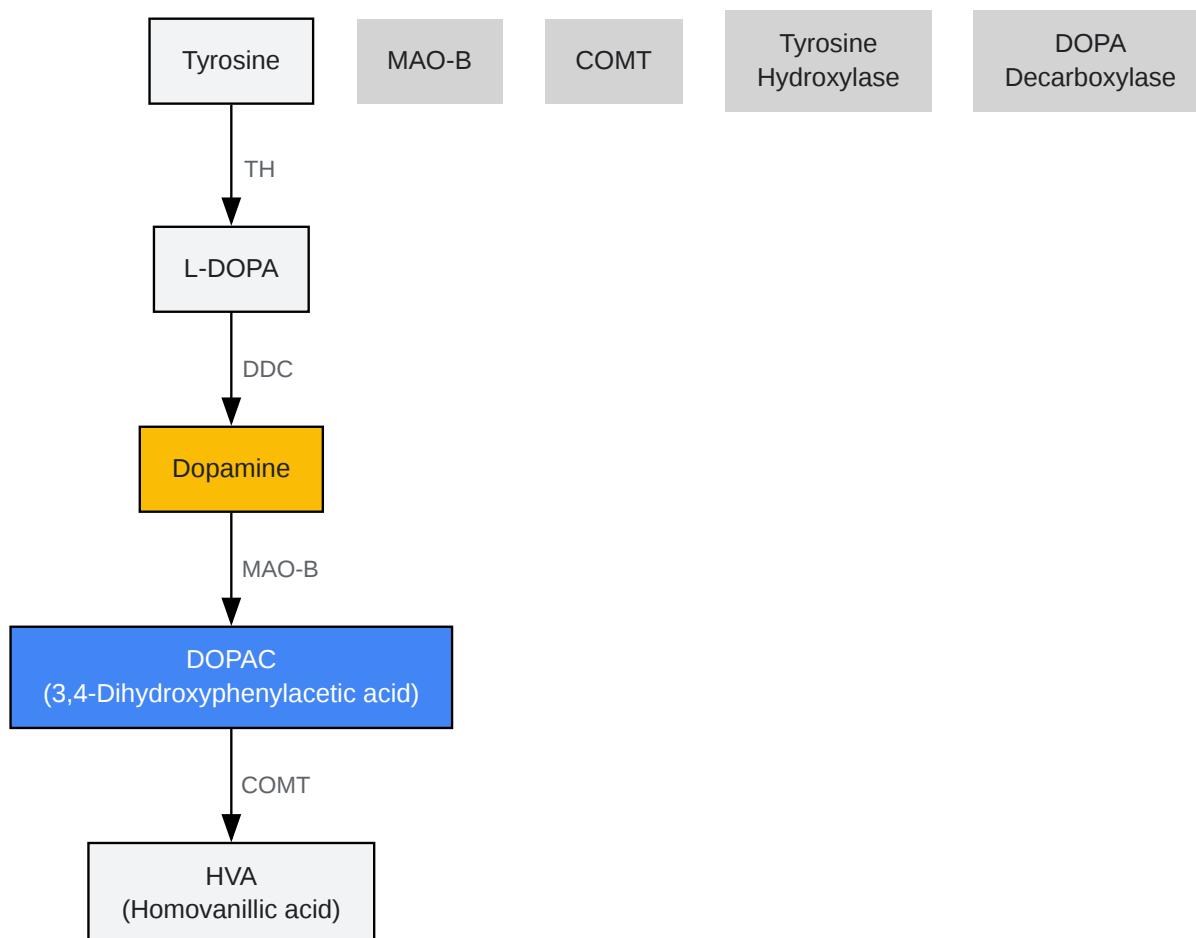 Tyrosine
MAO-B
COMT
Tyrosine
Hydroxylase
DOPA
Decarboxylase
TH
L-DOPA
DDC
Dopamine
MAO-B
DOPAC
(3,4-Dihydroxyphenylacetic acid)
COMT
HVA
(Homovanillic acid)